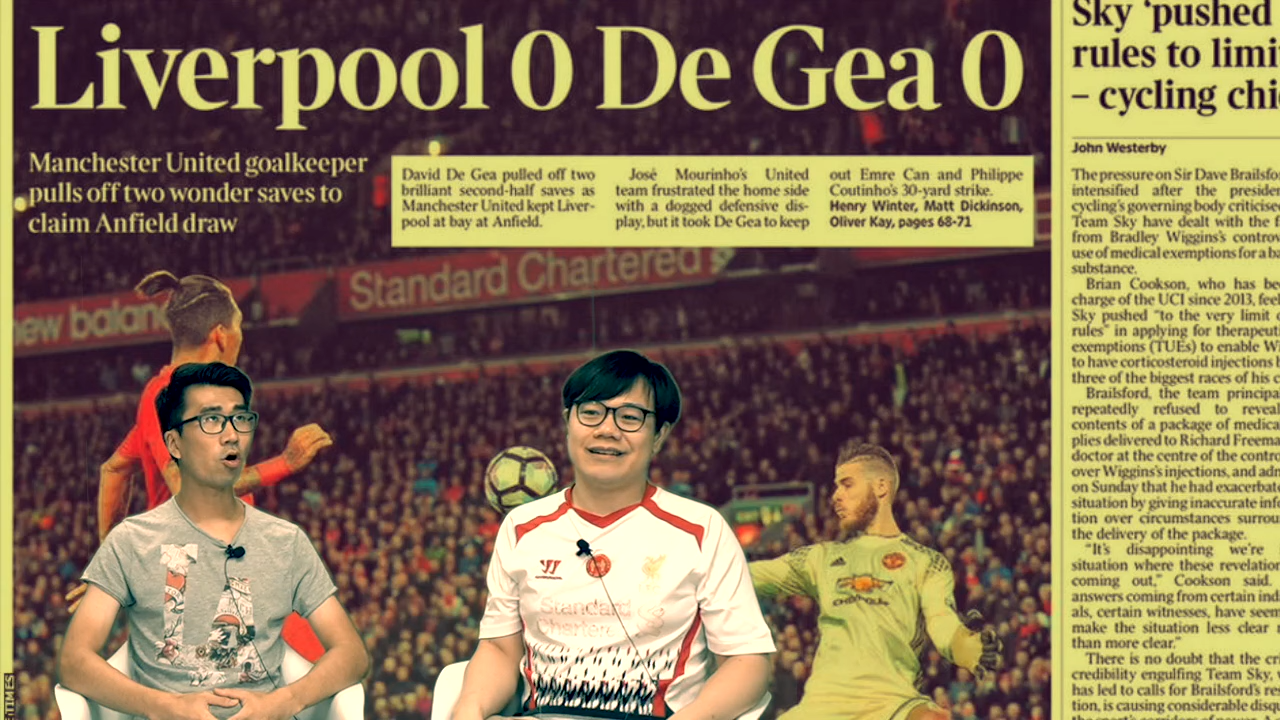 Liverpool 0 De Gea 0
Manchester United goalkeeper
pulls off two wonder saves to
claim Anfield draw
David De Gea pulled off two
brilliant second-half saves as
Manchester United kept Liver-
pool at bay at Anfield.
José Mourinho's United
team frustrated the home side
with a dogged defensive dis-
play, but it took De Gea to keep
out Emre Can and Philippe
Coutinho's 30-yard strike.
Henry Winter, Matt Dickinson,
Oliver Kay, pages 68-71
Sky ‘pushed
rules to limi
– cycling chi
John Westerby
The pressure on Sir Dave Brailsfo
intensified after the presiden
cycling's governing body criticise
Team Sky have dealt with the f
from Bradley Wiggins's controv
use of medical exemptions for a ba
substance.
Brian Cookson, who has bee
charge of the UCI since 2013, feel
Sky pushed “to the very limit o
rules” in applying for therapeut
exemptions (TUEs) to enable Wi
to have corticosteroid injections b
three of the biggest races of his c
Brailsford, the team principa
repeatedly refused to revea
contents of a package of medica
plies delivered to Richard Freema
doctor at the centre of the contro
over Wiggins's injections, and adm
on Sunday that he had exacerbate
situation by giving inaccurate info
tion over circumstances surrou
the delivery of the package.
“It's disappointing we're
situation where these revelation
coming out,” Cookson said.
answers coming from certain ind
als, certain witnesses, have seem
make the situation less clear
than more clear.”
There is no doubt that the cri
credibility engulfing Team Sky, w
has led to calls for Brailsford's re
tion, is causing considerable disq
new balance
Standard Chartered
Standard
Chartered
LA
CHEVROLET
TIMES